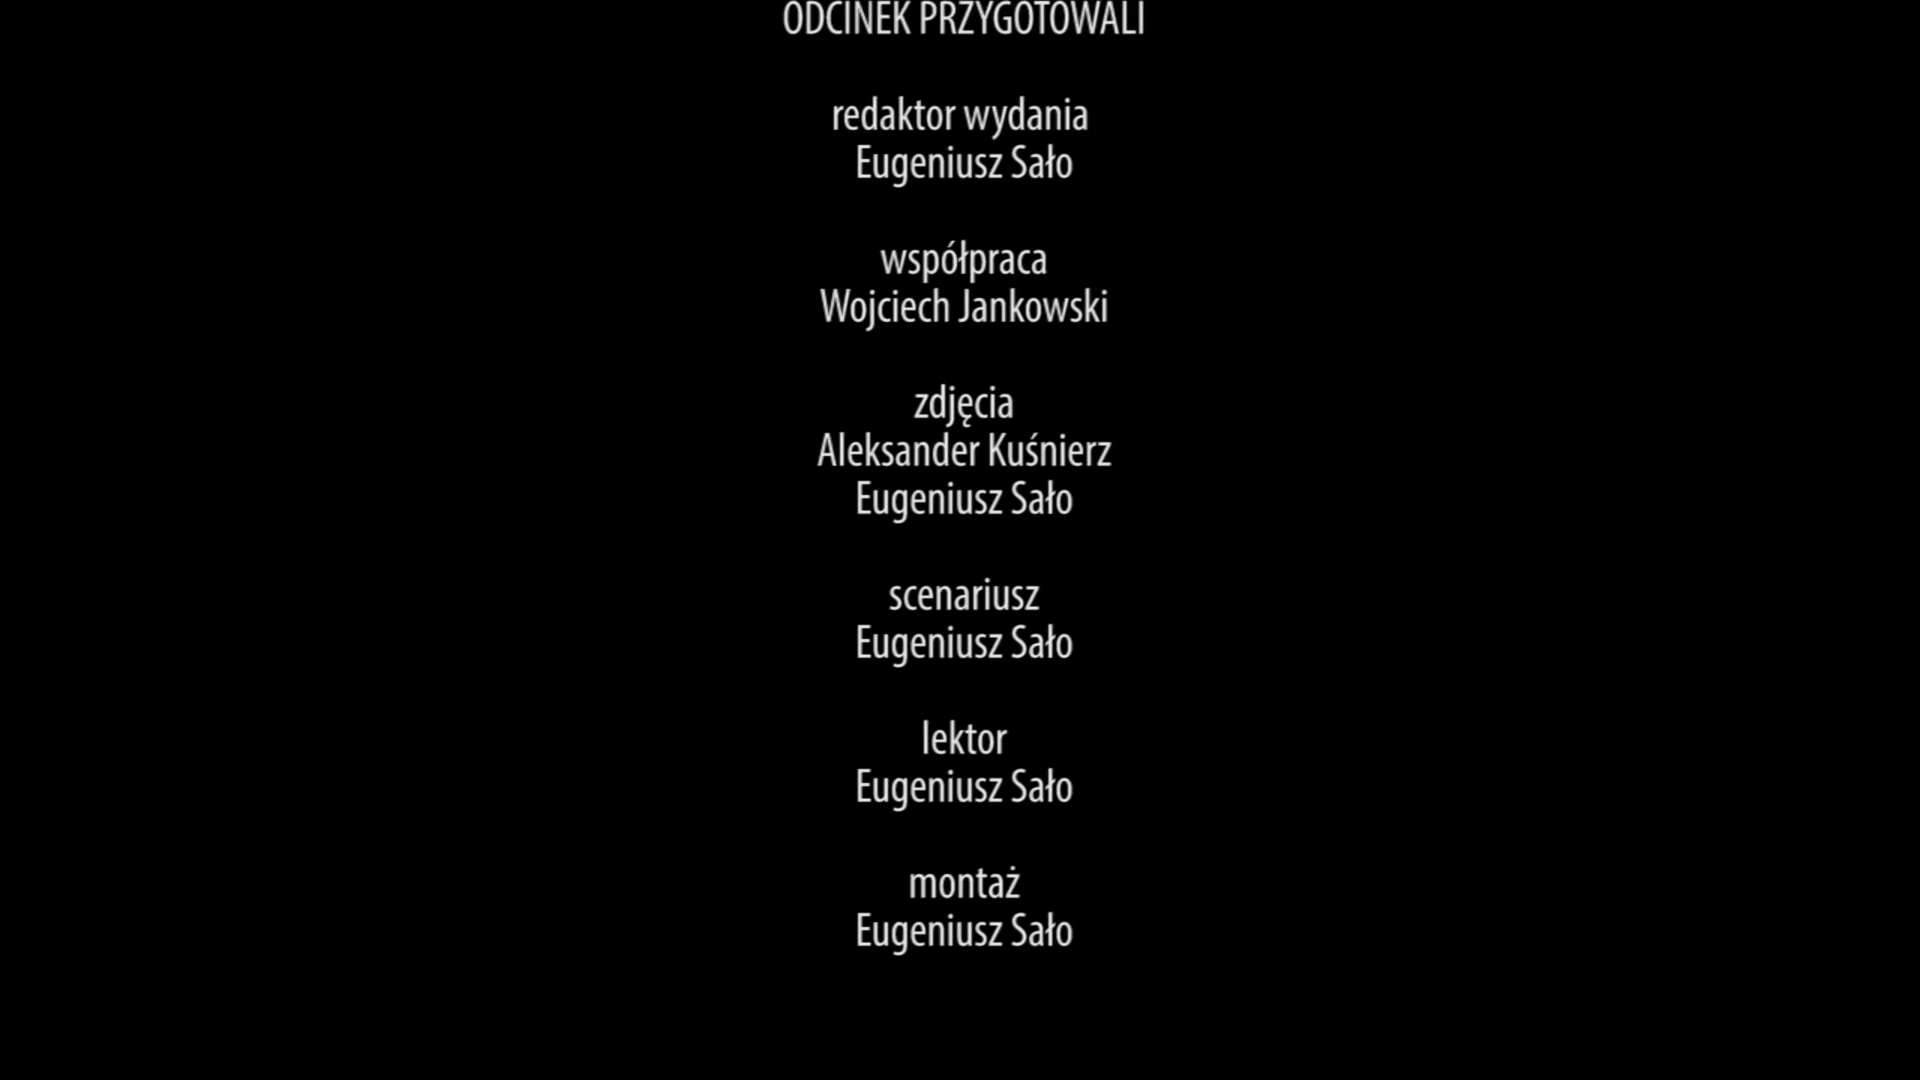 ODCINEK PRZYGOTOWALI
redaktor wydania
Eugeniusz Sało
współpraca
Wojciech Jankowski
zdjęcia
Aleksander Kuśnierz
Eugeniusz Sało
scenariusz
Eugeniusz Sało
lektor
Eugeniusz Sało
montaż
Eugeniusz Sało